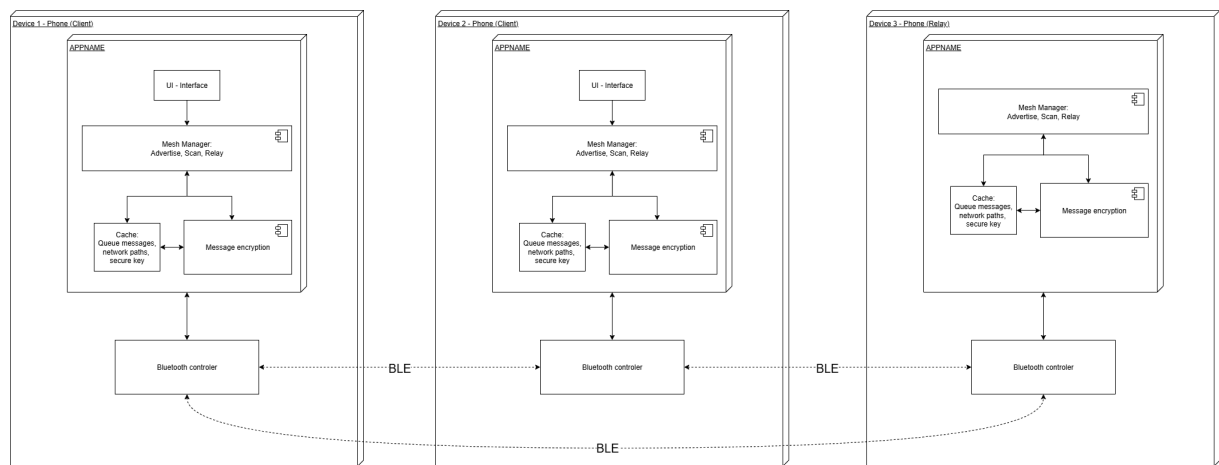 Device 1 - Phone (Client)
APPNAME
UI - Interface
Mesh Manager:
Advertise, Scan, Relay
Cache:
Queue messages,
network paths,
secure key
Message encryption
Bluetooth controler
Device 2 - Phone (Client)
APPNAME
UI - Interface
Mesh Manager:
Advertise, Scan, Relay
Cache:
Queue messages,
network paths,
secure key
Message encryption
Bluetooth controler
Device 3 - Phone (Relay)
APPNAME
Mesh Manager:
Advertise, Scan, Relay
Cache:
Queue messages,
network paths,
secure key
Message encryption
Bluetooth controler
BLE
BLE
BLE